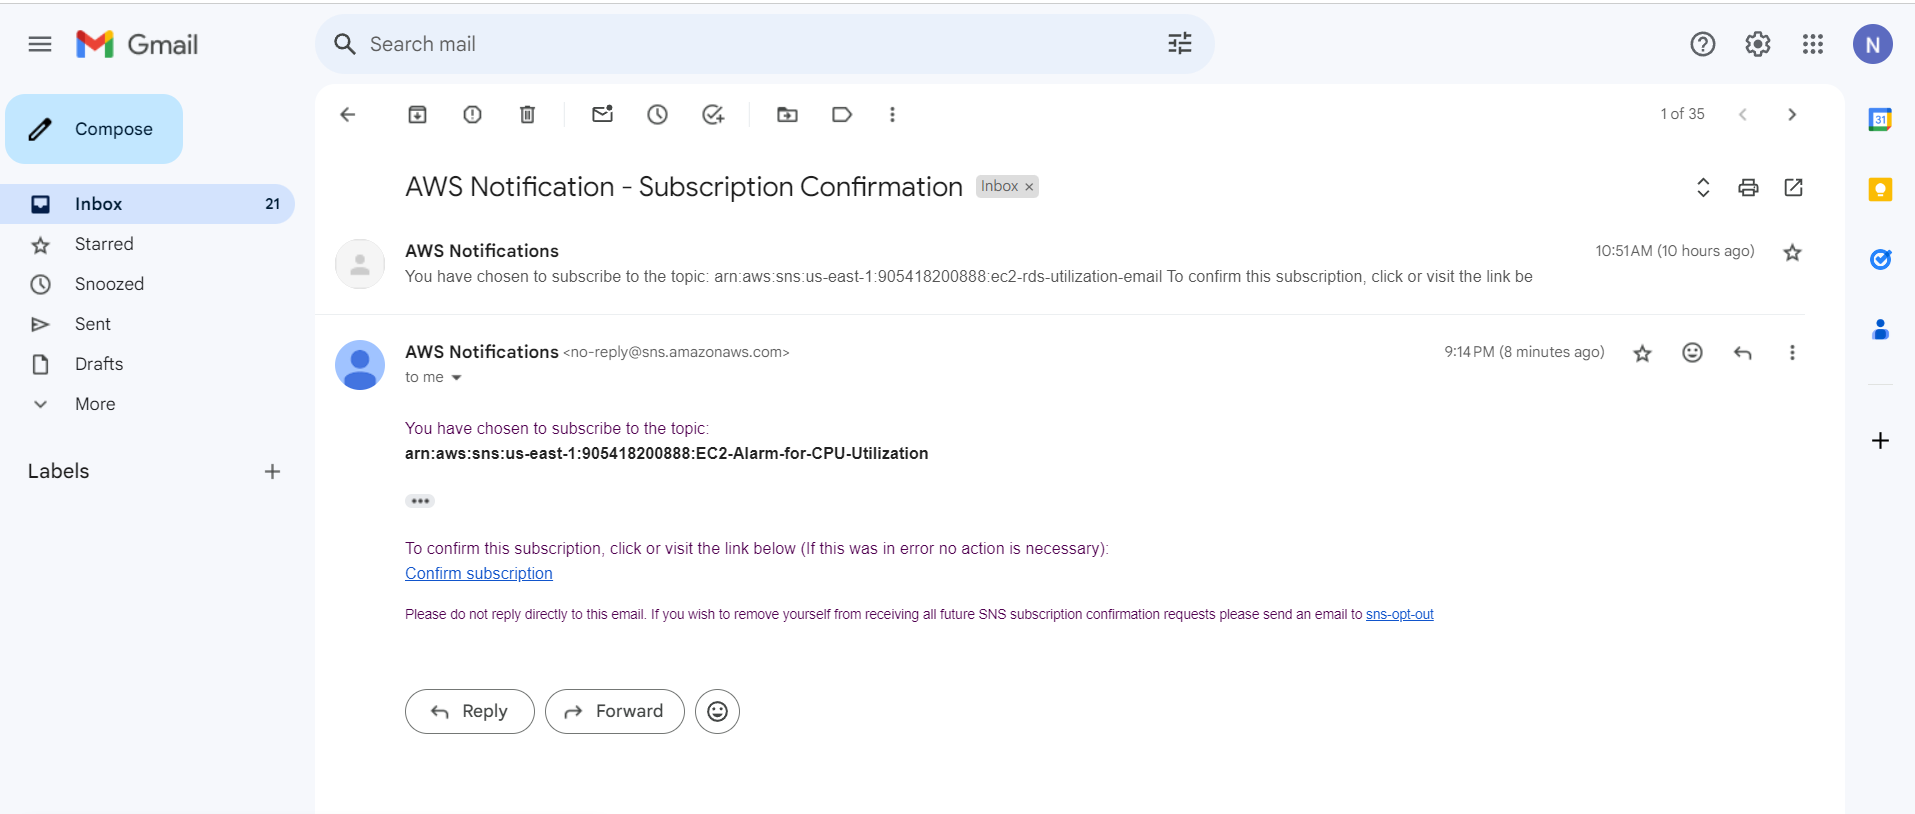 Gmail
Search mail
N
Compose
1 of 35
31
Inbox 21
Starred
Snoozed
Sent
Drafts
More
Labels
AWS Notification - Subscription Confirmation Inbox ×
AWS Notifications 10:51 AM (10 hours ago)
You have chosen to subscribe to the topic: arn:aws:sns:us-east-1:905418200888:ec2-rds-utilization-email To confirm this subscription, click or visit the link be
AWS Notifications <no-reply@sns.amazonaws.com> 9:14 PM (8 minutes ago)
to me
You have chosen to subscribe to the topic:
arn:aws:sns:us-east-1:905418200888:EC2-Alarm-for-CPU-Utilization
To confirm this subscription, click or visit the link below (If this was in error no action is necessary):
Confirm subscription
Please do not reply directly to this email. If you wish to remove yourself from receiving all future SNS subscription confirmation requests please send an email to sns-opt-out
Reply Forward